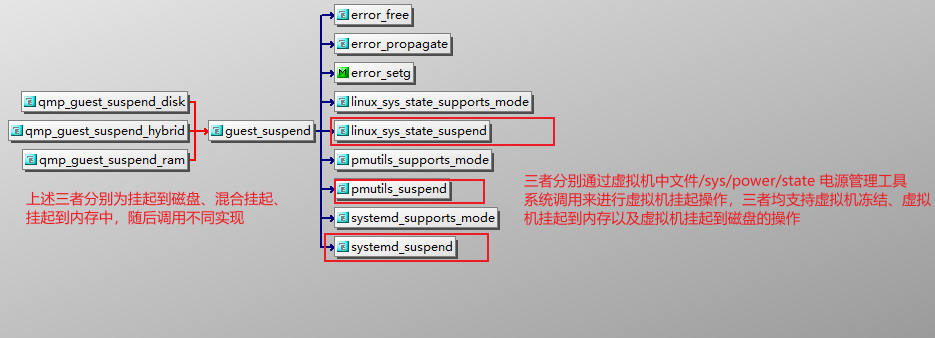 error_free
error_propagate
M error_setg
qmp_guest_suspend_disk
linux_sys_state_supports_mode
qmp_guest_suspend_hybrid
guest_suspend
linux_sys_state_suspend
qmp_guest_suspend_ram
pmutils_supports_mode
pmutils_suspend
systemd_supports_mode
systemd_suspend
上述三者分别为挂起到磁盘、混合挂起、
挂起到内存中，随后调用不同实现
三者分别通过虚拟机中文件/sys/power/state 电源管理工具
系统调用来进行虚拟机挂起操作，三者均支持虚拟机冻结、虚拟
机挂起到内存以及虚拟机挂起到磁盘的操作